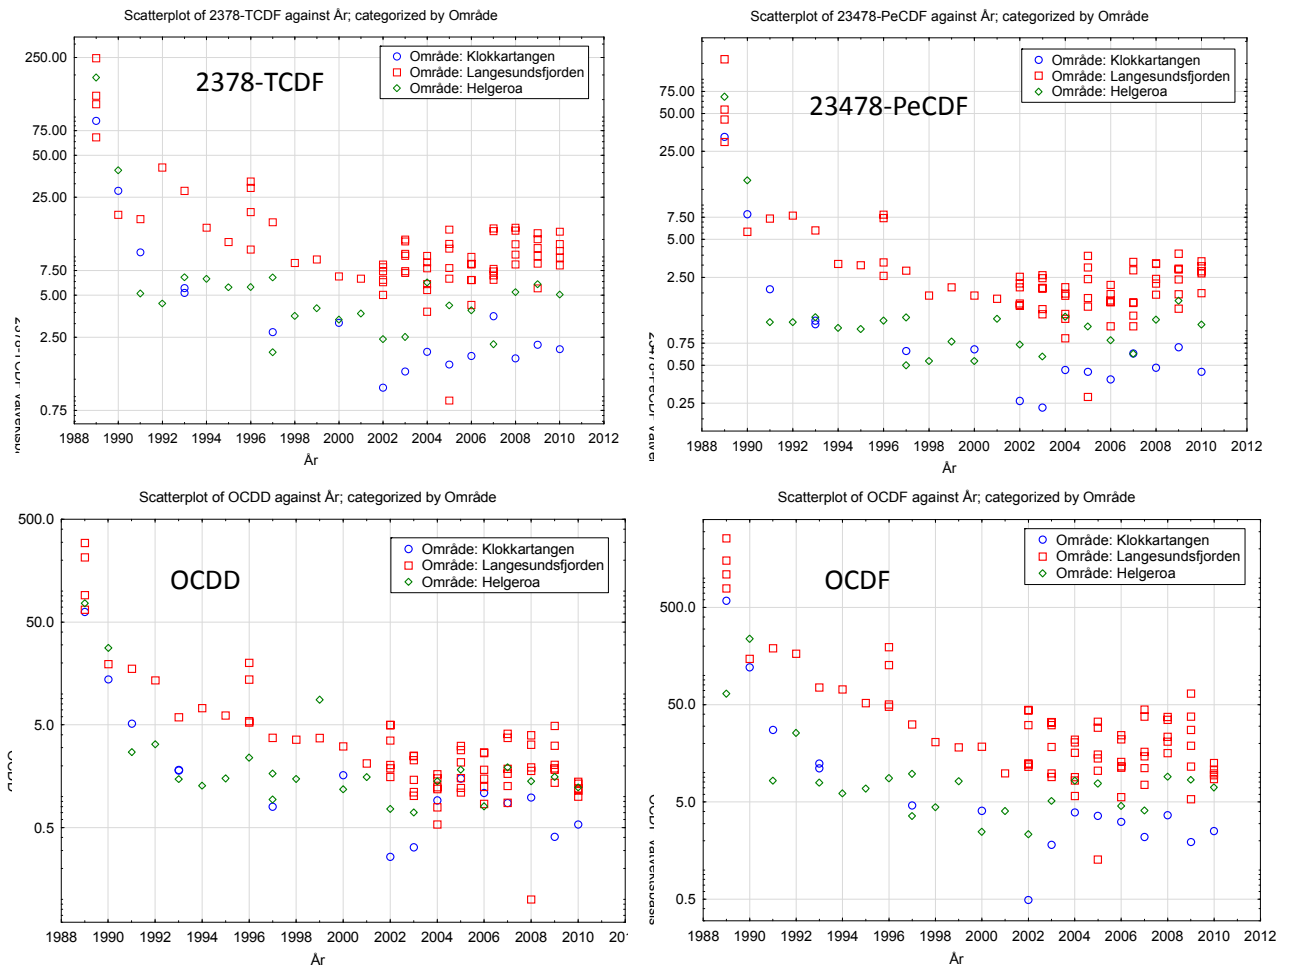 Scatterplot of 2378-TCDF against År; categorized by Område
250.00
75.00
50.00
25.00
7.50
5.00
2.50
0.75
Område: Klokkartangen
Område: Langesundsfjorden
Område: Helgeroa
2378-TCDF
1988 1990 1992 1994 1996 1998 2000 2002 2004 2006 2008 2010 2012
År
Scatterplot of 23478-PeCDF against År; categorized by Område
75.00
50.00
25.00
7.50
5.00
2.50
0.75
0.50
0.25
Område: Klokkartangen
Område: Langesundsfjorden
Område: Helgeroa
23478-PeCDF
1988 1990 1992 1994 1996 1998 2000 2002 2004 2006 2008 2010 2012
År
Scatterplot of OCDD against År; categorized by Område
500.0
50.0
5.0
0.5
Område: Klokkartangen
Område: Langesundsfjorden
Område: Helgeroa
OCDD
1988 1990 1992 1994 1996 1998 2000 2002 2004 2006 2008 2010
År
Scatterplot of OCDF against År; categorized by Område
500.0
50.0
5.0
0.5
Område: Klokkartangen
Område: Langesundsfjorden
Område: Helgeroa
OCDF
1988 1990 1992 1994 1996 1998 2000 2002 2004 2006 2008 2010 2012
År